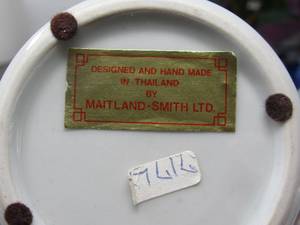 DESIGNED AND HAND MADE
IN THAILAND
BY
MAITLAND-SMITH LTD.